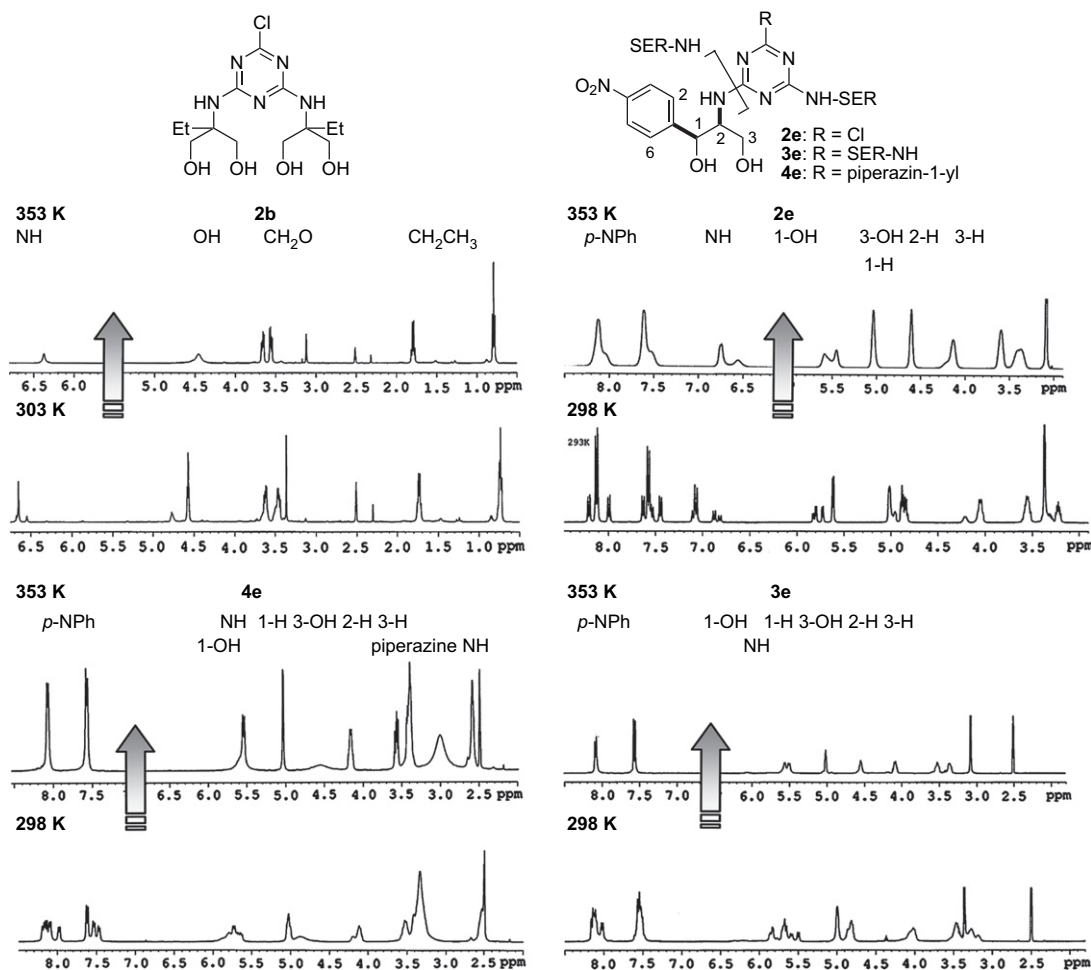 Cl
N N
HN N NH
Et Et
OH OH OH OH
R
SER-NH
N N
O₂N 2 HN N NH-SER
1 2 3
6 OH OH
2e: R = Cl
3e: R = SER-NH
4e: R = piperazin-1-yl
353 K 2b
NH OH CH₂O CH₂CH₃
6.5 6.0 5.0 4.5 4.0 3.5 3.0 2.5 2.0 1.5 1.0 ppm
303 K
6.5 6.0 5.5 5.0 4.5 4.0 3.5 3.0 2.5 2.0 1.5 1.0 ppm
353 K 2e
p-NPh NH 1-OH 3-OH 2-H 3-H
1-H
8.0 7.5 7.0 6.5 6.0 5.5 5.0 4.5 4.0 3.5 ppm
298 K
293K
8.0 7.5 7.0 6.5 6.0 5.5 5.0 4.5 4.0 3.5 ppm
353 K 4e
p-NPh NH 1-H 3-OH 2-H 3-H
1-OH piperazine NH
8.0 7.5 6.5 6.0 5.5 5.0 4.5 4.0 3.5 3.0 2.5 ppm
298 K
8.0 7.5 7.0 6.5 6.0 5.5 5.0 4.5 4.0 3.5 3.0 2.5 ppm
353 K 3e
p-NPh 1-OH 1-H 3-OH 2-H 3-H
NH
8.0 7.5 7.0 6.0 5.5 5.0 4.5 4.0 3.5 3.0 2.5 ppm
298 K
8.0 7.5 7.0 6.5 6.0 5.5 5.0 4.5 4.0 3.5 3.0 2.5 ppm